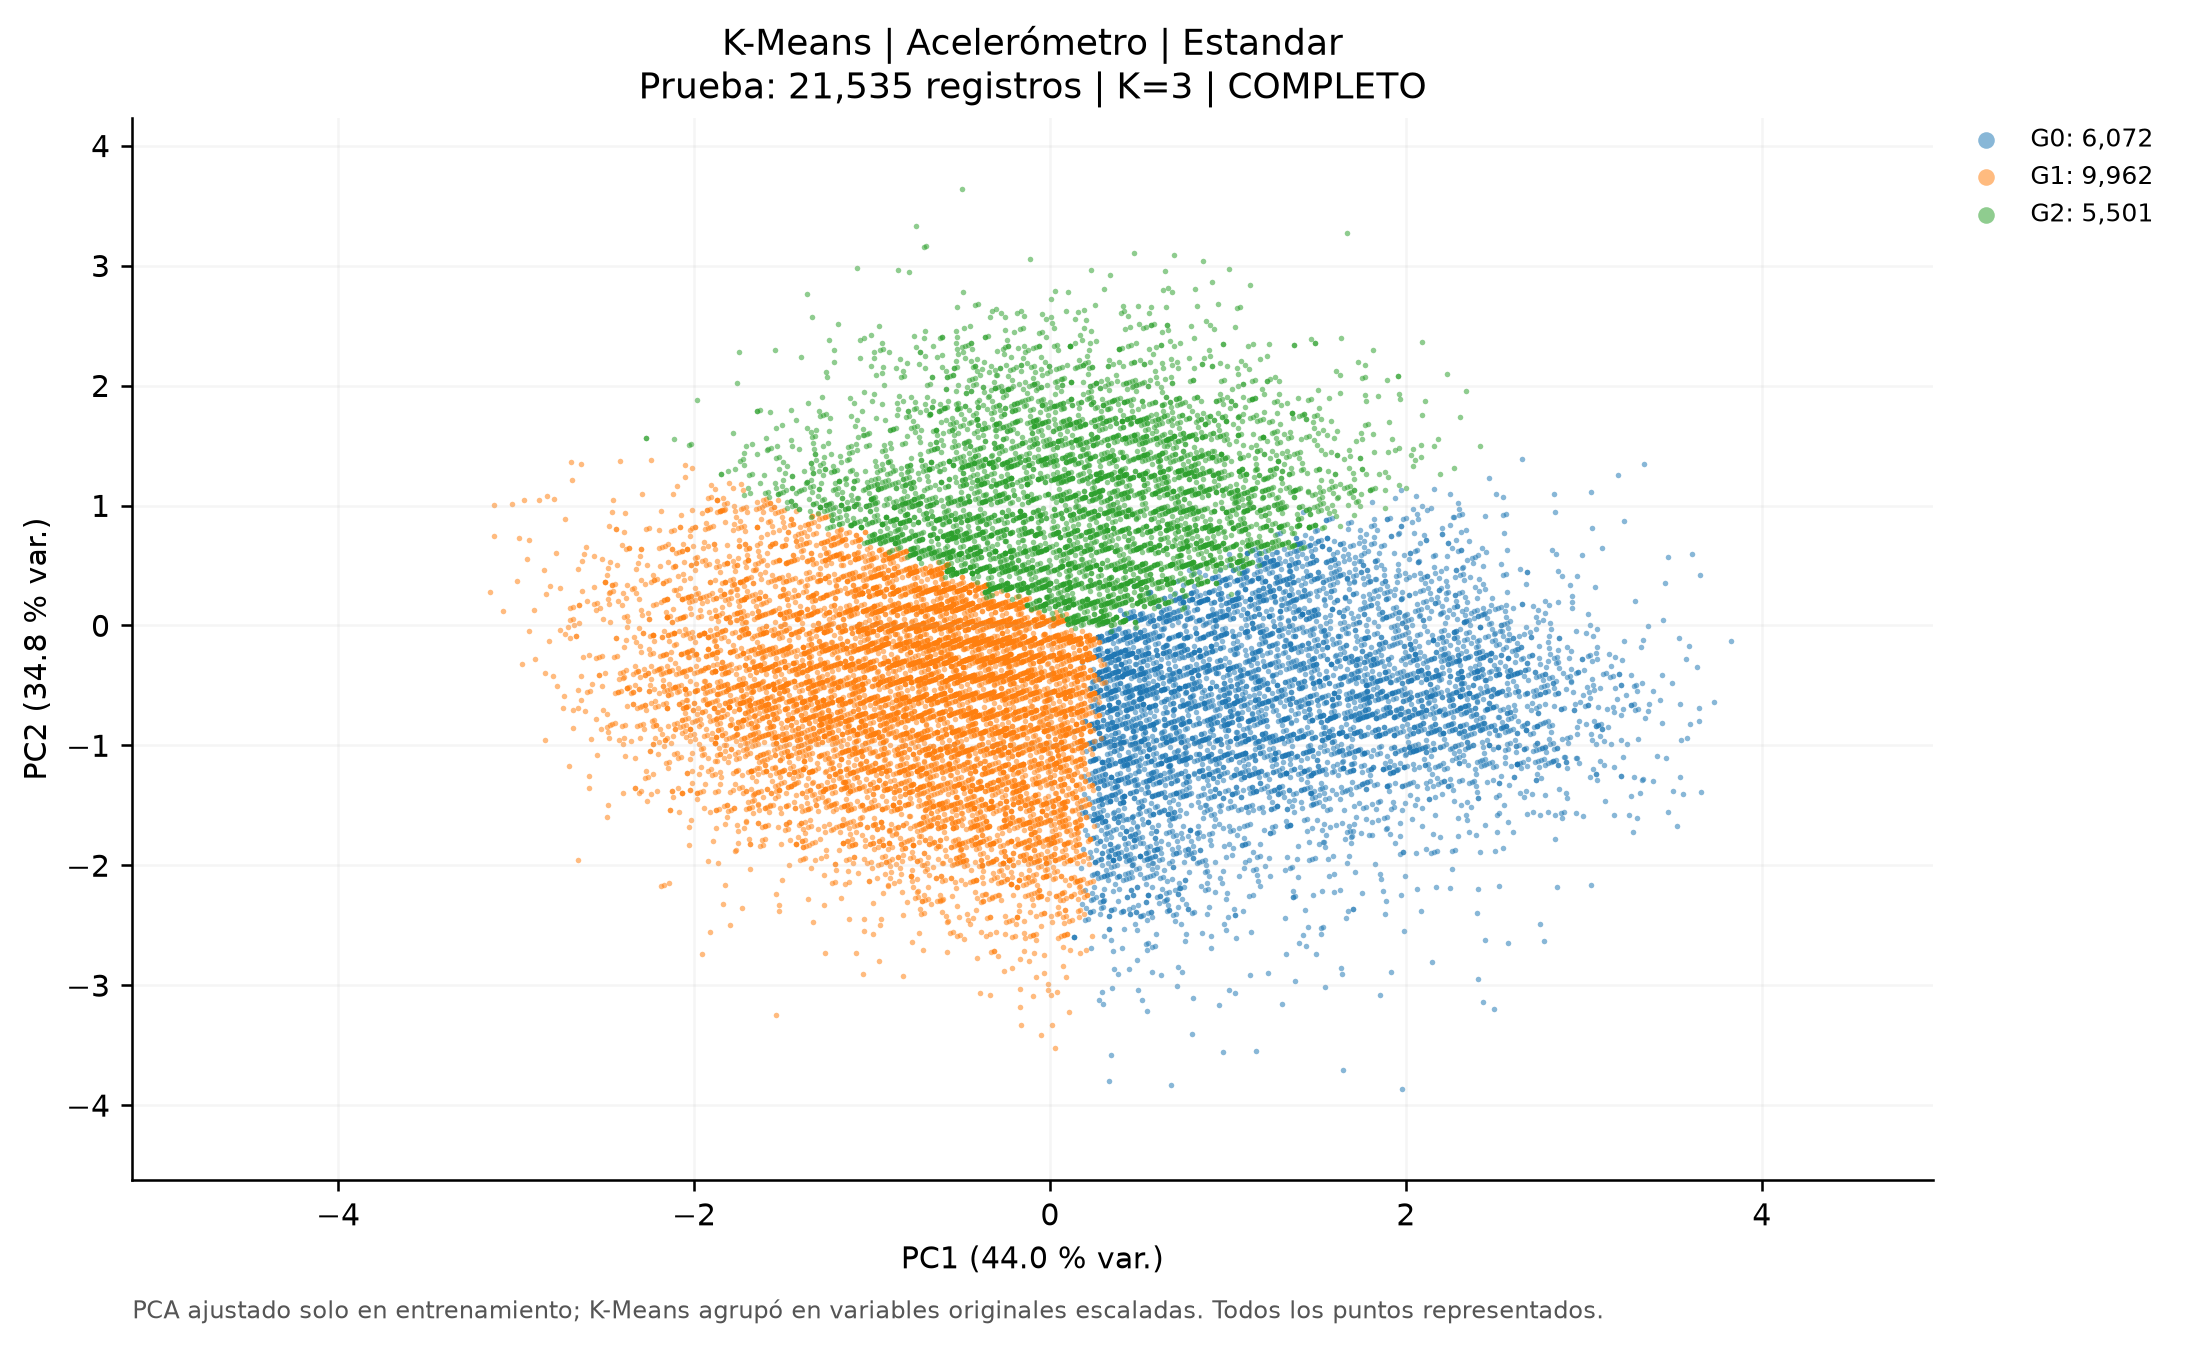 K-Means | Acelerómetro | Estandar
Prueba: 21,535 registros | K=3 | COMPLETO
G0: 6,072
G1: 9,962
G2: 5,501
PC2 (34.8 % var.)
4
3
2
1
0
−1
−2
−3
−4
−4
−2
0
2
4
PC1 (44.0 % var.)
PCA ajustado solo en entrenamiento; K-Means agrupó en variables originales escaladas. Todos los puntos representados.